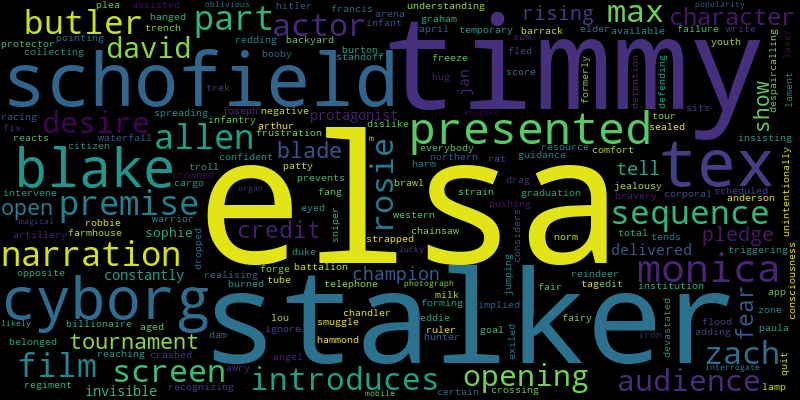 plea assisted oblivious hitler francis arena understanding popularity
butler hanged trench part actor infant graham rising max character
protector pointing collecting david redding backyard burton standoff booby april temporary barrack elder available failure write laser
schofield trek timmy fled sum youth
racing fix desire spreading joseph negative freeze hug jan score formerly detention defending tour sealed show despair calling lament
reacts waterfall infantry arthur protagonist dislike presented sits insisting
citizen allen frustration m everybody resource comfort
blake confident blade patty rosie harm northern rat guidance tell tex
intervene cargo troll crowned prevents fang eyed brawl strain drag graduation jealousy bravery corporal scheduled
open premise organ sniper western pushing anderson unintentionally
magical warrior elsa sequence
robbie sophie credit strapped chainsaw considers norm total tends pledge
artillery farmhouse dropped duke lucky delivered triggering
narration realising battalion champion jumping reindeer monica consciousness
opposite constantly forge burned tube telephone photograph fair tag edit institution app
likely billionaire milk implied zone
cyborg aged lou smuggle chandler forming stalker fairy flood fear paula
belonged ignore eddie ruler goal exiled devastated adding
tournament dam hammond hunter iron
film reaching crashed angel zach quit
regiment screen awry introduces opening audience interrogate
invisible recognizing mobile certain crossing lamp